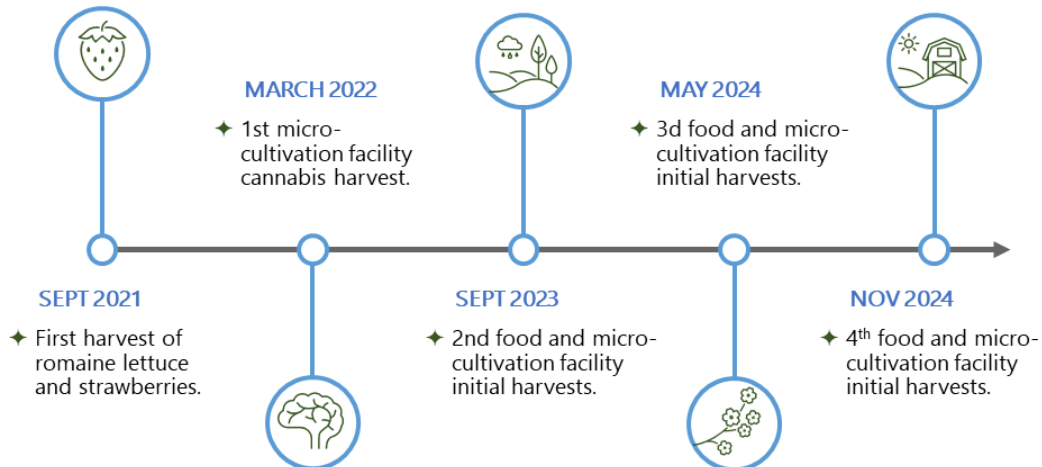 MARCH 2022
✦ 1st micro-
cultivation facility
cannabis harvest.
MAY 2024
✦ 3d food and micro-
cultivation facility
initial harvests.
SEPT 2021
✦ First harvest of
romaine lettuce
and strawberries.
SEPT 2023
✦ 2nd food and micro-
cultivation facility
initial harvests.
NOV 2024
✦ 4th food and micro-
cultivation facility
initial harvests.